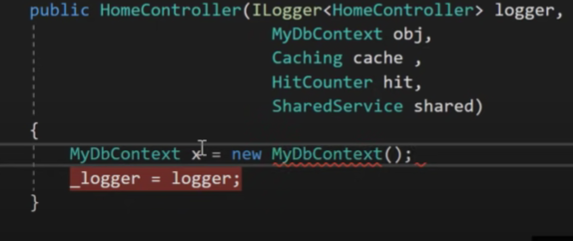 public HomeController(ILogger<HomeController> logger,
MyDbContext obj,
Caching cache ,
HitCounter hit,
SharedService shared)
{
MyDbContext x = new MyDbContext();
_logger = logger;
}